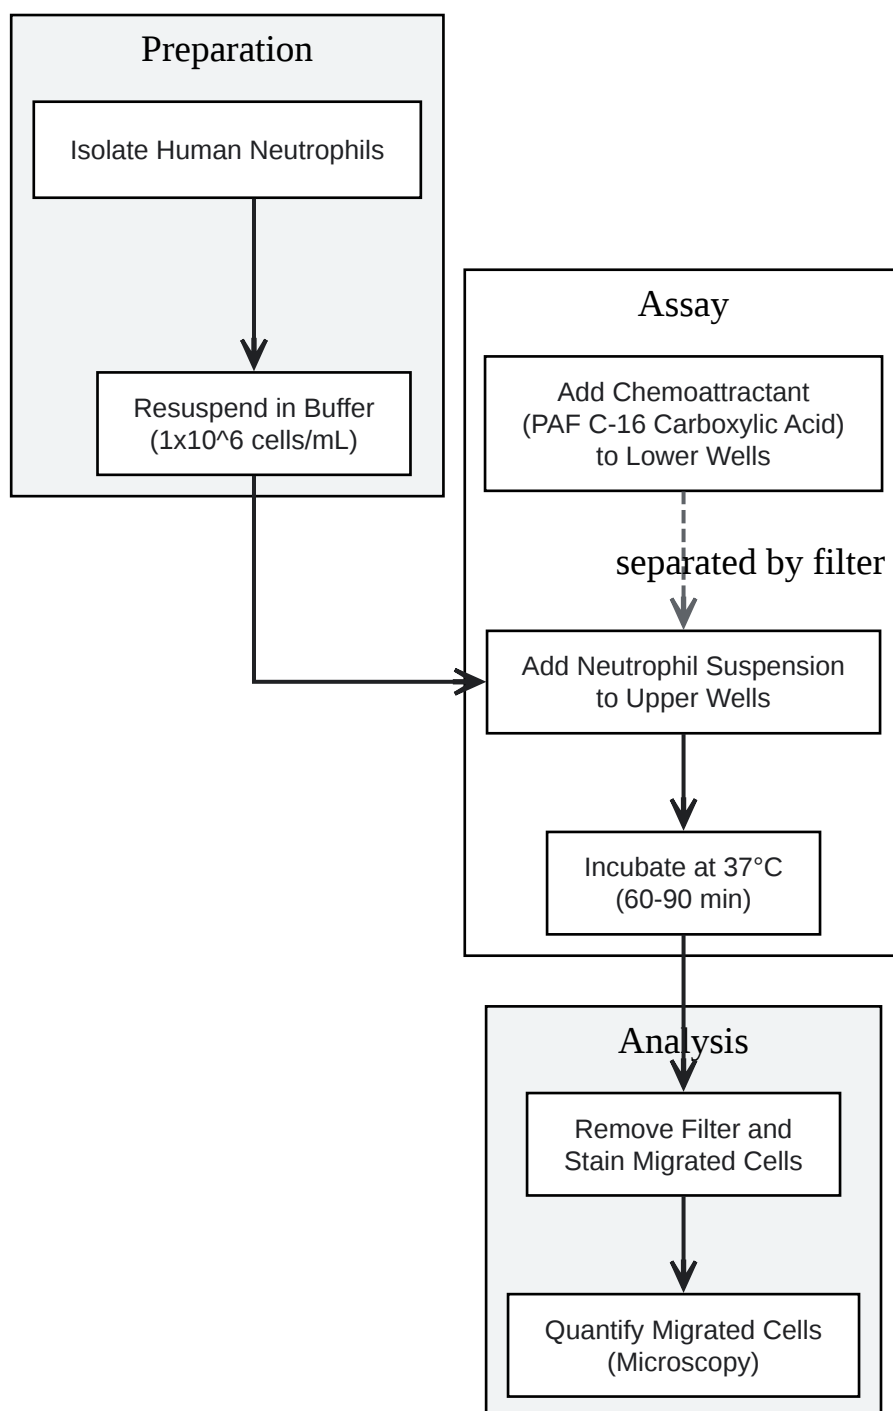 Preparation
Isolate Human Neutrophils
Resuspend in Buffer
(1x10^6 cells/mL)
Assay
Add Chemoattractant
(PAF C-16 Carboxylic Acid)
to Lower Wells
separated by filter
Add Neutrophil Suspension
to Upper Wells
Incubate at 37°C
(60-90 min)
Analysis
Remove Filter and
Stain Migrated Cells
Quantify Migrated Cells
(Microscopy)